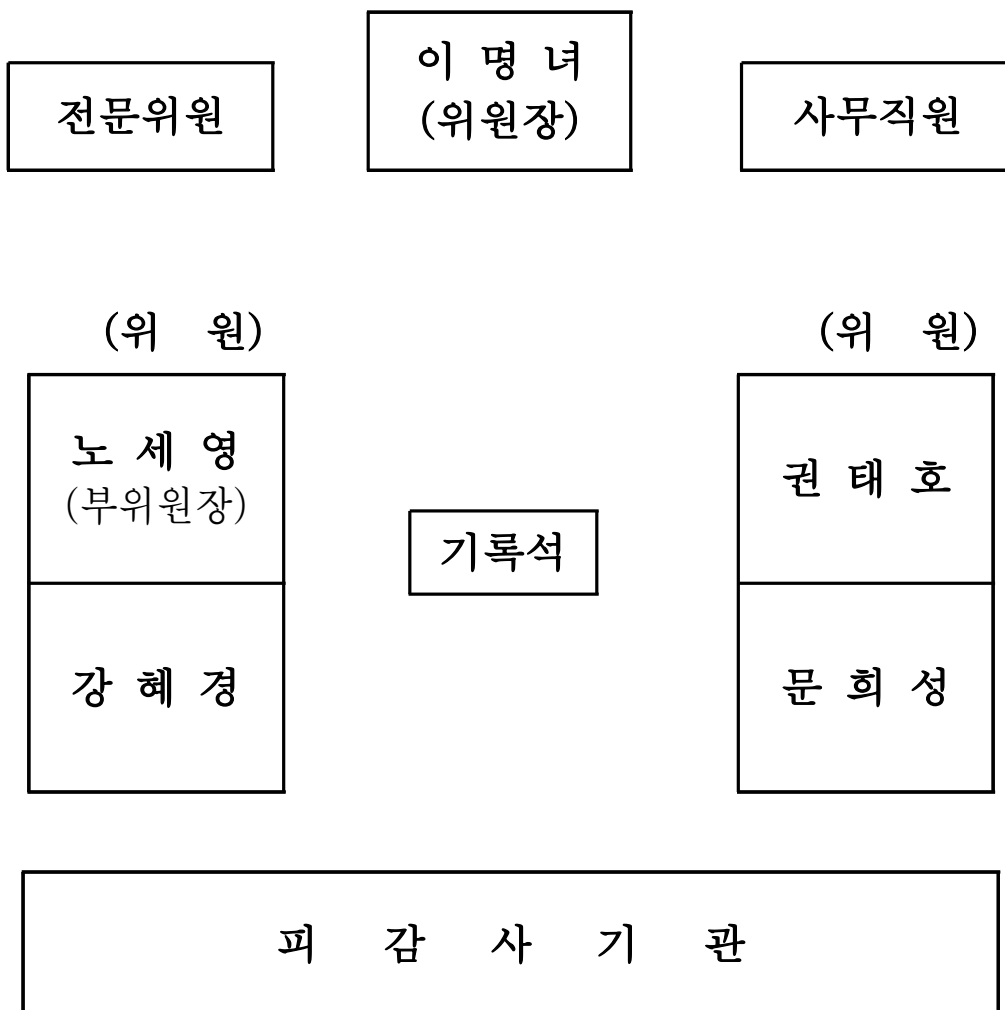 이 명 녀
(위원장)
전문위원
사무직원
(위 원)
(위 원)
노 세 영
(부위원장)
권 태 호
기록석
강 혜 경
문 희 성
피 감 사 기 관